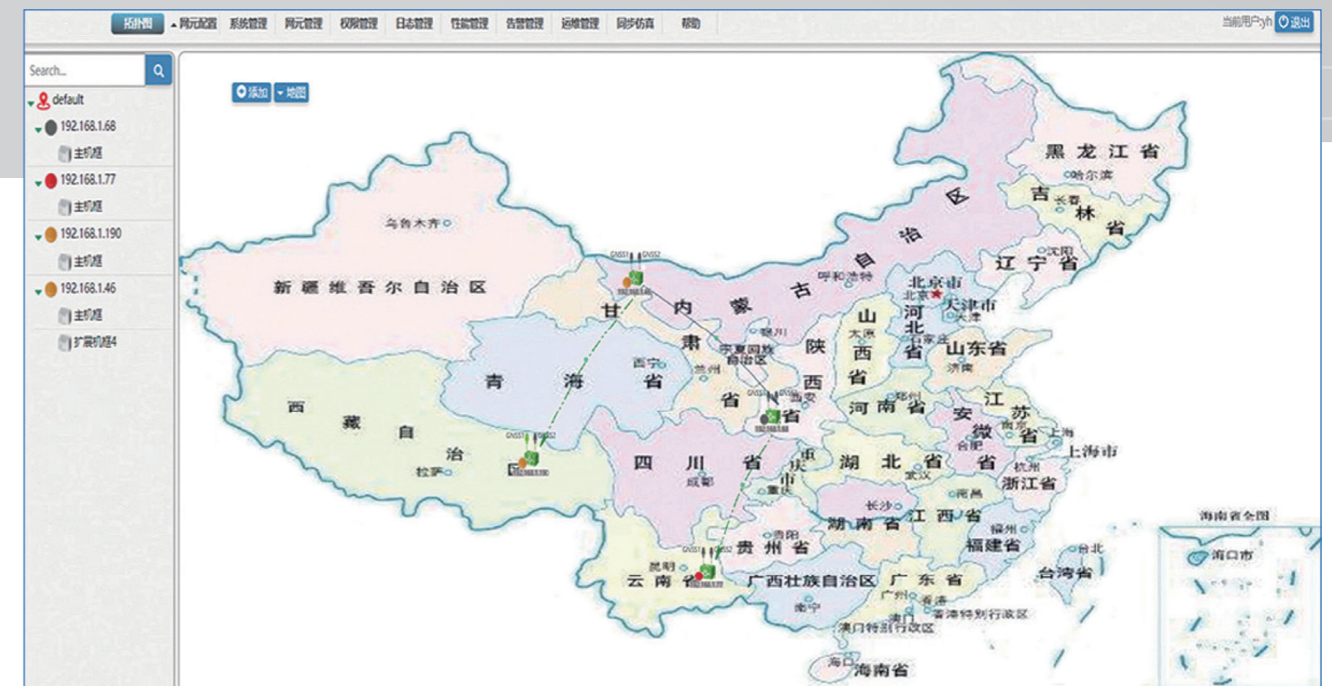 拓扑图 网元配置 系统管理 网元管理 权限管理 日志管理 性能管理 告警管理 运维管理 同步仿真 帮助
当前用户:yh 退出
Search...
default
192.168.1.68
主机框
192.168.1.77
主机框
192.168.1.190
主机框
192.168.1.46
主机框
扩展机框4
添加 地图
黑龙江省
哈尔滨
吉林省
长春
沈阳
辽宁省
内蒙古自治区
呼和浩特
北京市
北京
天津市
天津
河北省
石家庄
山西省
太原
山东省
济南
新疆维吾尔自治区
乌鲁木齐
GNSS1 GNSS2
甘肃省
兰州
银川
宁夏回族
自治区
青海省
西宁
陕西省
西安
河南省
郑州
江苏省
南京
安微省
合肥
上海
上海市
杭州
浙江省
西藏自治区
拉萨
GNSS1 GNSS2
四川省
成都
重庆市
重庆
湖北省
武汉
湖南省
长沙
江西省
南昌
福州
福建省
台北
台湾省
贵阳
贵州省
GNSS1 GNSS2
昆明
云南省
广西壮族自治区
南宁
广东省
广州
香港
香港特别行政区
澳门
澳门特别行政区
海口
海南省
海南省全图
海口市